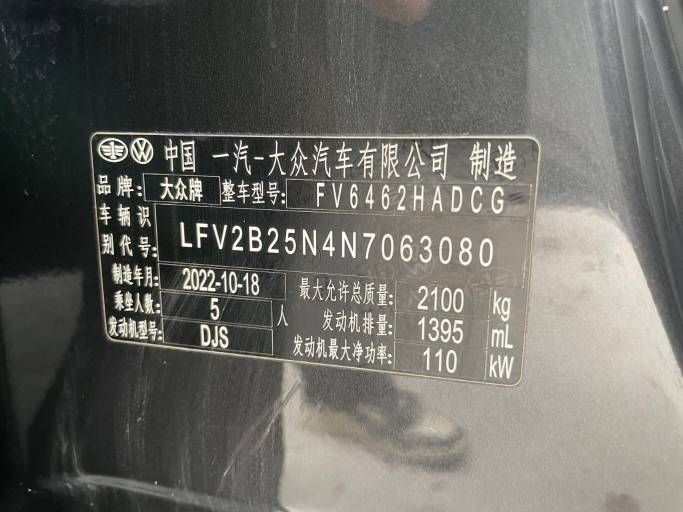 中国 一汽-大众汽车有限公司 制造
品牌: 大众牌 整车型号: FV6462HADCG
车辆识别代号: LFV2B25N4N7063080
制造年月: 2022-10-18 最大允许总质量: 2100 kg
乘坐人数: 5 人 发动机排量: 1395 mL
发动机型号: DJS 发动机最大净功率: 110 kW